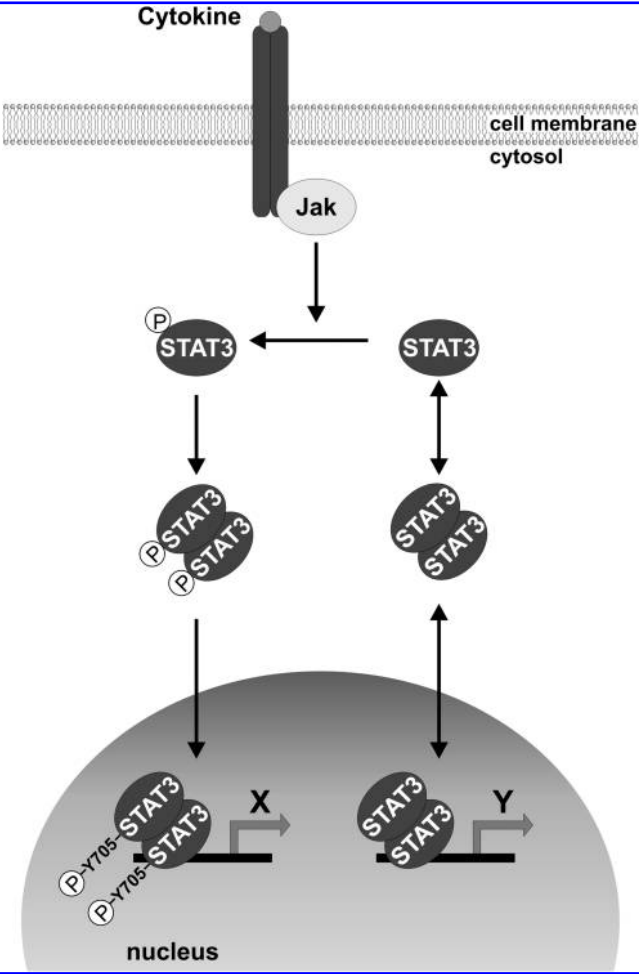 Cytokine
cell membrane
cytosol
Jak
P
STAT3
STAT3
STAT3
STAT3
P
P
STAT3
STAT3
STAT3
STAT3
X
P-Y705-
P-Y705-
STAT3
STAT3
Y
nucleus